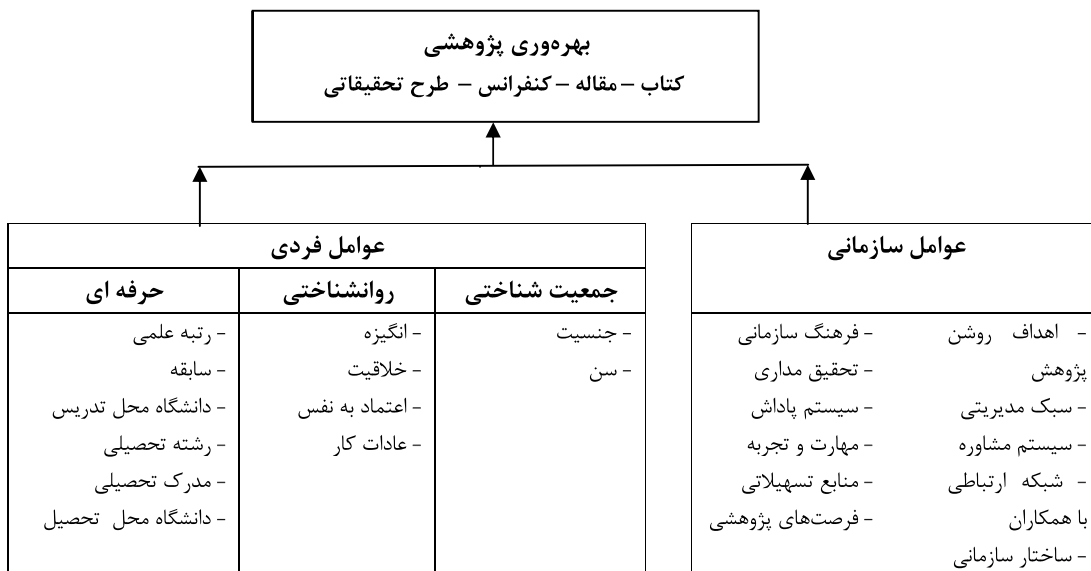 بهره‌وری پژوهشی
کتاب – مقاله – کنفرانس – طرح تحقیقاتی
عوامل سازمانی
- اهداف روشن
پژوهش
- سبک مدیریتی
- سیستم مشاوره
- شبکه ارتباطی
با همکاران
- ساختار سازمانی
- فرهنگ سازمانی
- تحقیق مداری
- سیستم پاداش
- مهارت و تجربه
- منابع تسهیلاتی
- فرصت‌های پژوهشی
عوامل فردی
جمعیت شناختی
- جنسیت
- سن
روانشناختی
- انگیزه
- خلاقیت
- اعتماد به نفس
- عادات کار
حرفه ای
- رتبه علمی
- سابقه
- دانشگاه محل تدریس
- رشته تحصیلی
- مدرک تحصیلی
- دانشگاه محل تحصیل